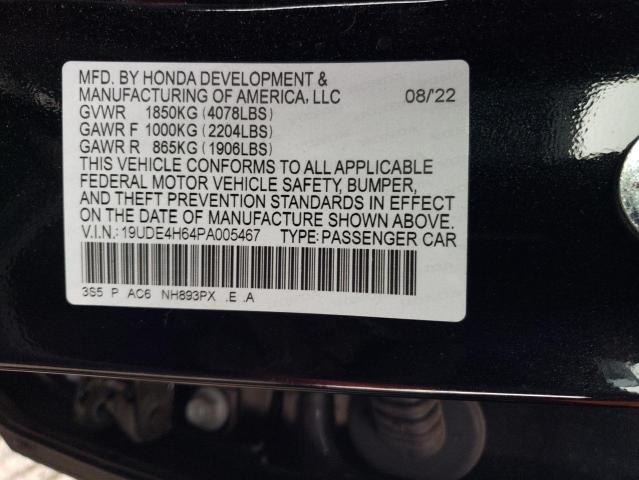 MFD. BY HONDA DEVELOPMENT &
MANUFACTURING OF AMERICA, LLC 08/'22
GVWR 1850KG (4078LBS)
GAWR F 1000KG (2204LBS)
GAWR R 865KG (1906LBS)
THIS VEHICLE CONFORMS TO ALL APPLICABLE
FEDERAL MOTOR VEHICLE SAFETY, BUMPER,
AND THEFT PREVENTION STANDARDS IN EFFECT
ON THE DATE OF MANUFACTURE SHOWN ABOVE.
V.I.N.:19UDE4H64PA005467 TYPE:PASSENGER CAR
3S5 P AC6 NH893PX .E .A